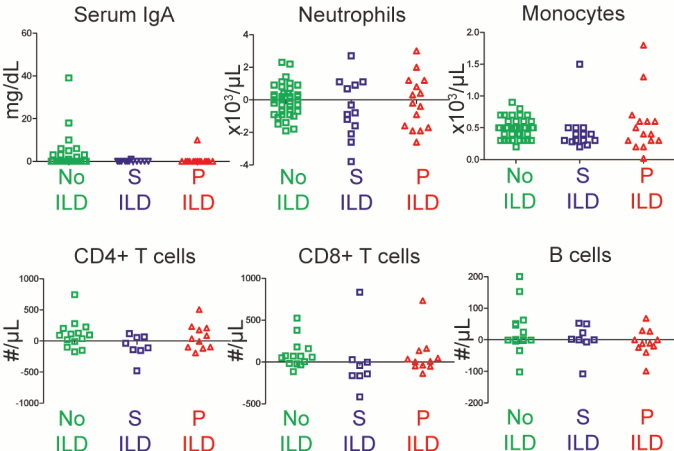 Serum IgA
mg/dL
60
40
20
0
No ILD
S ILD
P ILD
Neutrophils
x10³/µL
4
2
0
-2
-4
No ILD
S ILD
P ILD
Monocytes
x10³/µL
1.5
1.0
0.5
0.0
No ILD
S ILD
P ILD
CD4+ T cells
#/µL
1000
500
0
-500
-1000
No ILD
S ILD
P ILD
CD8+ T cells
#/µL
1000
500
0
-500
No ILD
S ILD
P ILD
B cells
#/µL
200
100
0
-100
-200
No ILD
S ILD
P ILD